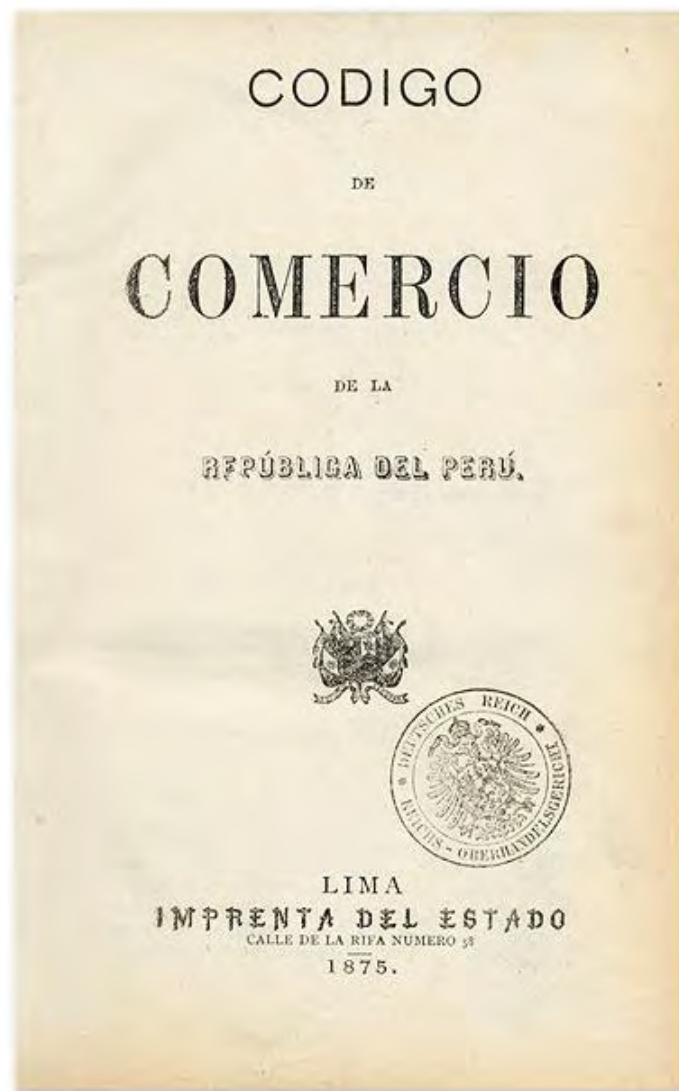 CODIGO
DE
COMERCIO
DE LA
REPÚBLICA DEL PERÚ.
* DEUTSCHES REICH *
REICHS - OBERHANDELSGERICHT
LIMA
IMPRENTA DEL ESTADO
CALLE DE LA RIFA NUMERO 58
1875.